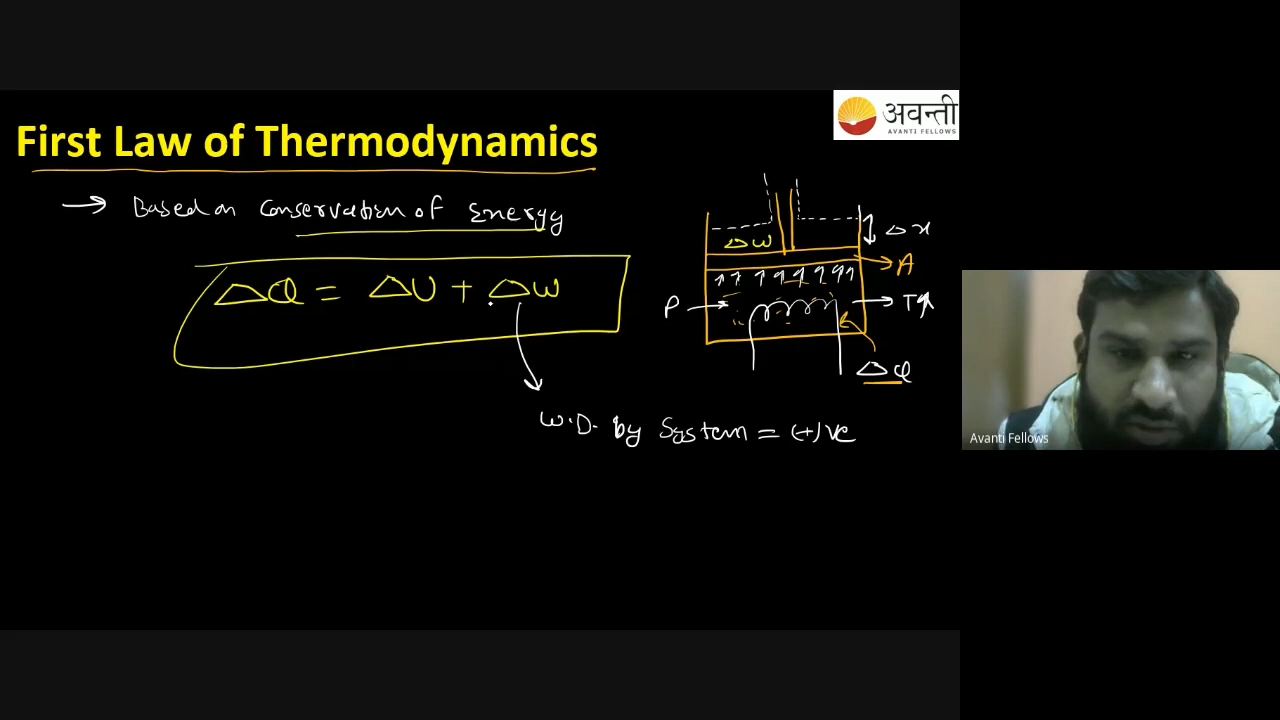 First Law of Thermodynamics
अवन्ती
AVANTI FELLOWS
→ Based on conservation of Energy
ΔQ = ΔU + ΔW
W.D. by System = (+)ve
ΔW
Δx
A
P
T↑
ΔQ
Avanti Fellows